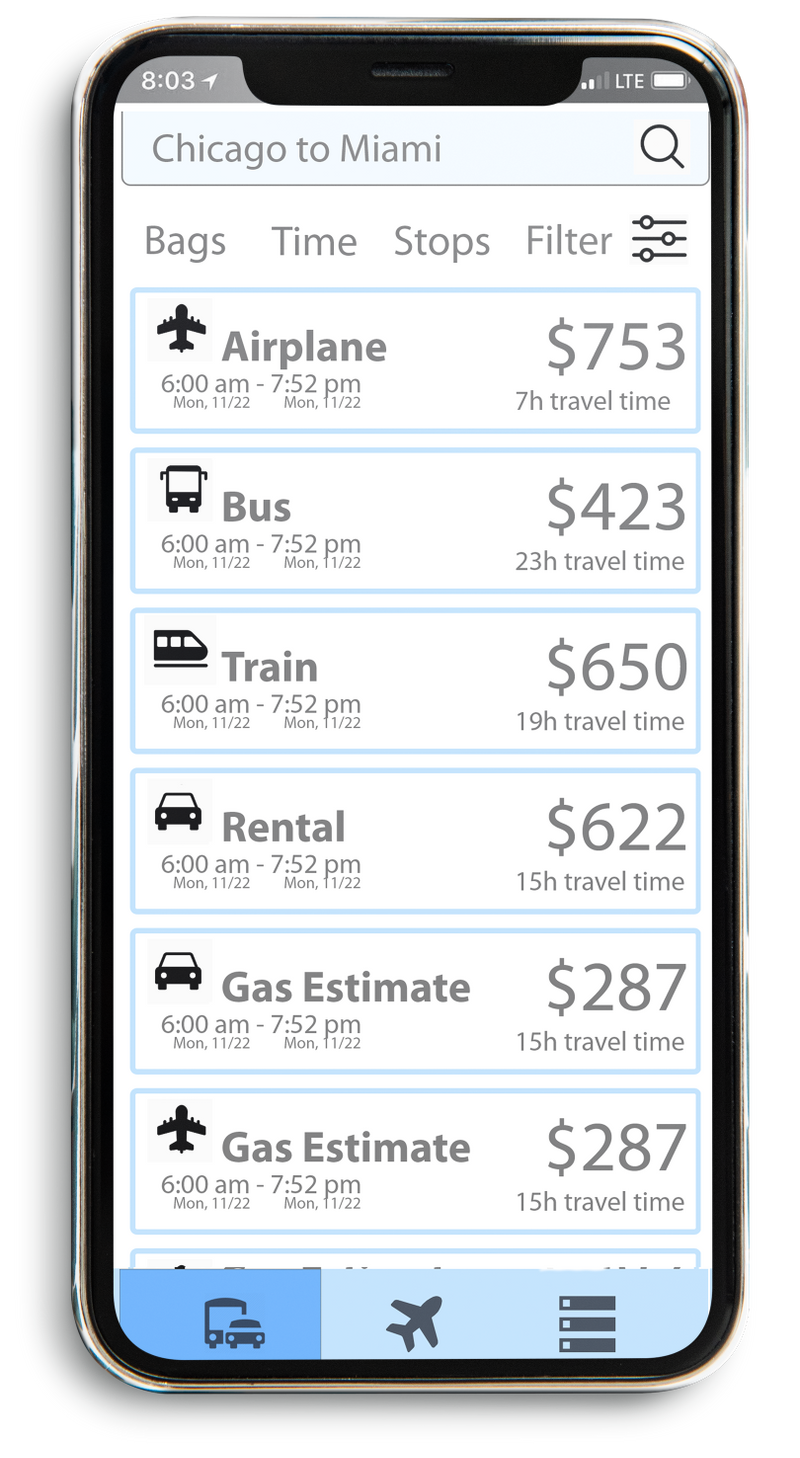 8:03 LTE
Chicago to Miami
Bags Time Stops Filter
Airplane $753
6:00 am - 7:52 pm
Mon, 11/22 Mon, 11/22 7h travel time
Bus $423
6:00 am - 7:52 pm
Mon, 11/22 Mon, 11/22 23h travel time
Train $650
6:00 am - 7:52 pm
Mon, 11/22 Mon, 11/22 19h travel time
Rental $622
6:00 am - 7:52 pm
Mon, 11/22 Mon, 11/22 15h travel time
Gas Estimate $287
6:00 am - 7:52 pm
Mon, 11/22 Mon, 11/22 15h travel time
Gas Estimate $287
6:00 am - 7:52 pm
Mon, 11/22 Mon, 11/22 15h travel time